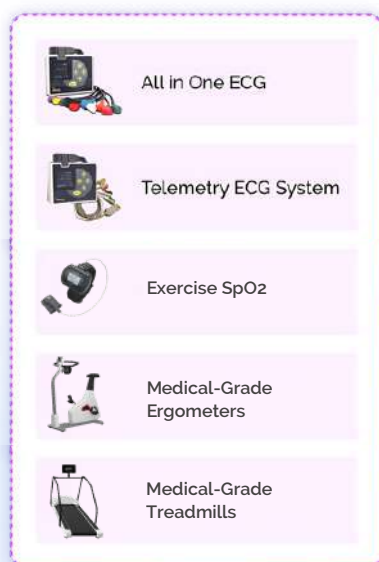 All in One ECG
Telemetry ECG System
Exercise SpO2
Medical-Grade
Ergometers
Medical-Grade
Treadmills